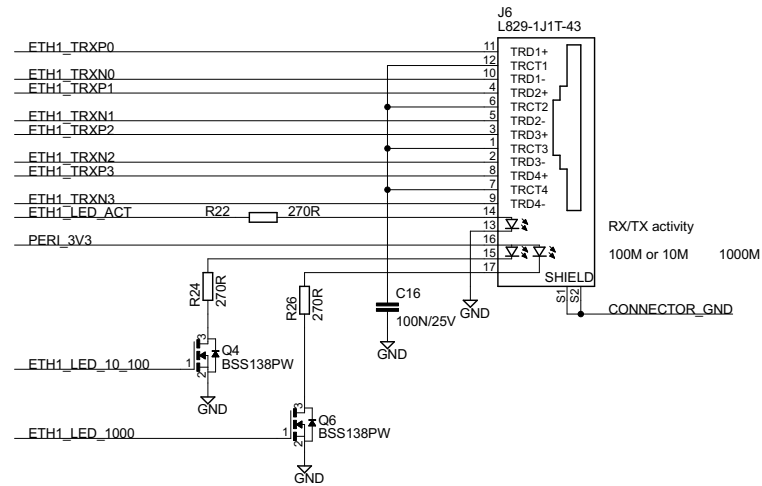 J6
L829-1J1T-43
ETH1_TRXP0 11 TRD1+
12 TRCT1
ETH1_TRXN0 10 TRD1-
ETH1_TRXP1 4 TRD2+
6 TRCT2
ETH1_TRXN1 5 TRD2-
ETH1_TRXP2 3 TRD3+
1 TRCT3
ETH1_TRXN2 2 TRD3-
ETH1_TRXP3 8 TRD4+
7 TRCT4
ETH1_TRXN3 9 TRD4-
ETH1_LED_ACT R22 270R 14
13 RX/TX activity
PERI_3V3 16
15 100M or 10M 1000M
17
SHIELD
S1 S2
CONNECTOR_GND
R24 270R
R26 270R
C16
100N/25V
GND
GND
3
Q4
BSS138PW
ETH1_LED_10_100 1
2
GND
3
Q6
BSS138PW
ETH1_LED_1000 1
2
GND